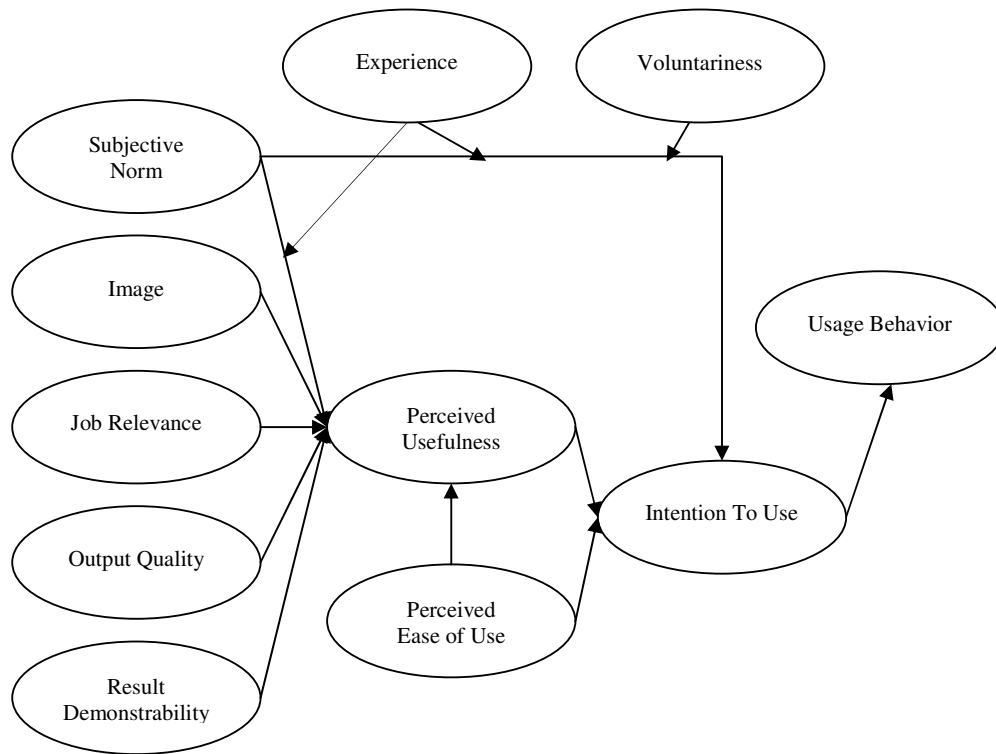 Experience
Voluntariness
Subjective
Norm
Image
Usage Behavior
Job Relevance
Perceived
Usefulness
Intention To Use
Output Quality
Perceived
Ease of Use
Result
Demonstrability